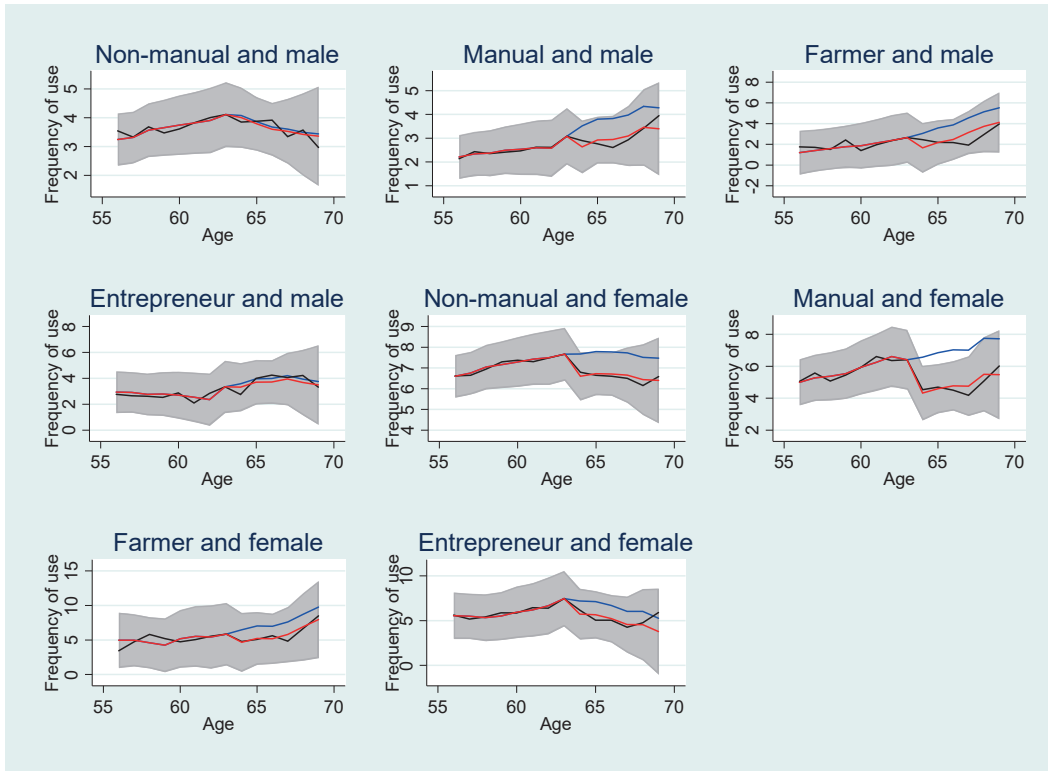 Non-manual and male
Frequency of use
2 3 4 5
55 60 65 70
Age
Manual and male
Frequency of use
1 2 3 4 5
55 60 65 70
Age
Farmer and male
Frequency of use
-2 0 2 4 6 8
55 60 65 70
Age
Entrepreneur and male
Frequency of use
0 2 4 6 8
55 60 65 70
Age
Non-manual and female
Frequency of use
4 5 6 7 8 9
55 60 65 70
Age
Manual and female
Frequency of use
2 4 6 8
55 60 65 70
Age
Farmer and female
Frequency of use
0 5 10 15
55 60 65 70
Age
Entrepreneur and female
Frequency of use
0 5 10
55 60 65 70
Age